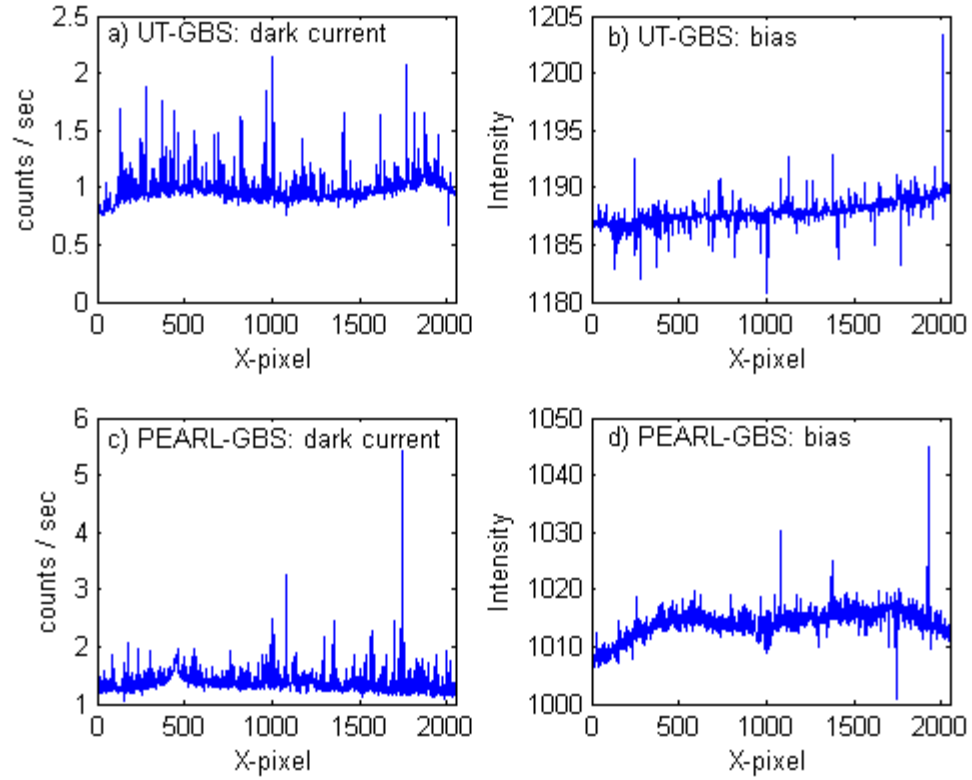 a) UT-GBS: dark current
2.5
2
1.5
1
0.5
0
counts / sec
0 500 1000 1500 2000
X-pixel
b) UT-GBS: bias
1205
1200
1195
1190
1185
1180
Intensity
0 500 1000 1500 2000
X-pixel
c) PEARL-GBS: dark current
6
5
4
3
2
1
counts / sec
0 500 1000 1500 2000
X-pixel
d) PEARL-GBS: bias
1050
1040
1030
1020
1010
1000
Intensity
0 500 1000 1500 2000
X-pixel